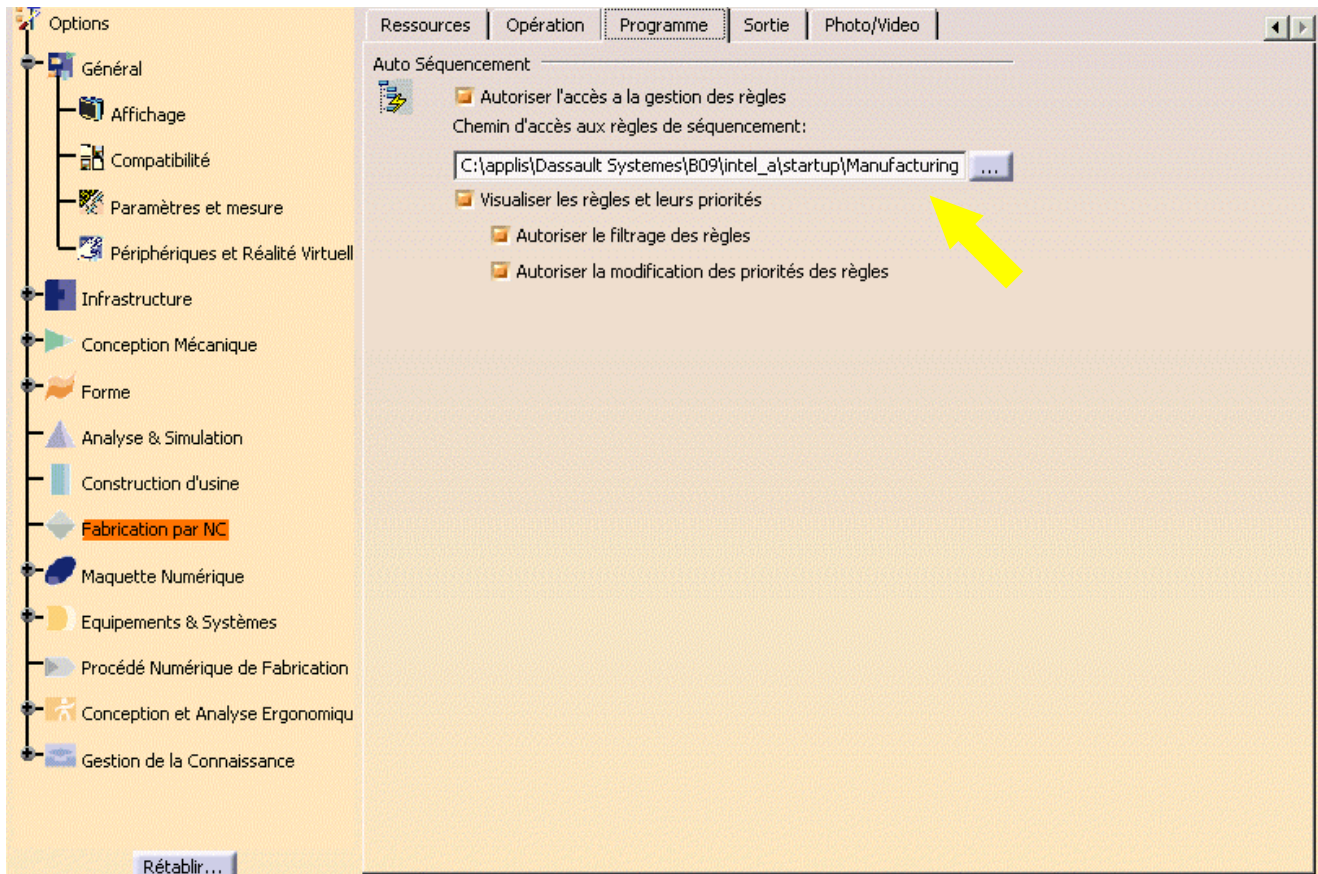 Options
Général
Affichage
Compatibilité
Paramètres et mesure
Périphériques et Réalité Virtuell
Infrastructure
Conception Mécanique
Forme
Analyse & Simulation
Construction d'usine
Fabrication par NC
Maquette Numérique
Equipements & Systèmes
Procédé Numérique de Fabrication
Conception et Analyse Ergonomiqu
Gestion de la Connaissance
Rétablir...
Ressources Opération Programme Sortie Photo/Video
Auto Séquencement
Autoriser l'accès a la gestion des règles
Chemin d'accès aux règles de séquencement:
C:\applis\Dassault Systemes\B09\intel_a\startup\Manufacturing ...
Visualiser les règles et leurs priorités
Autoriser le filtrage des règles
Autoriser la modification des priorités des règles